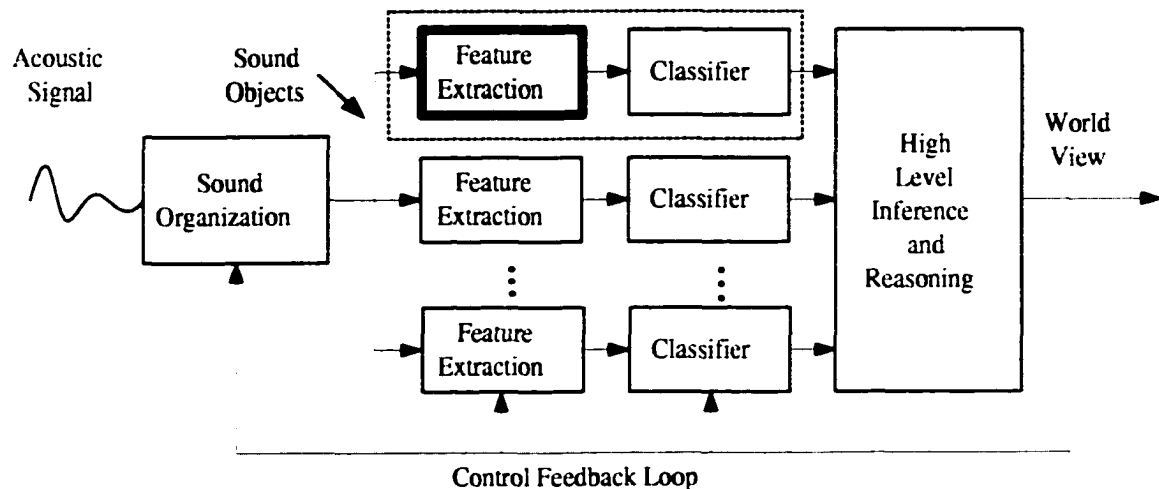 Acoustic
Signal
Sound
Objects
Feature
Extraction
Classifier
Sound
Organization
Feature
Extraction
Classifier
Feature
Extraction
Classifier
High
Level
Inference
and
Reasoning
World
View
Control Feedback Loop